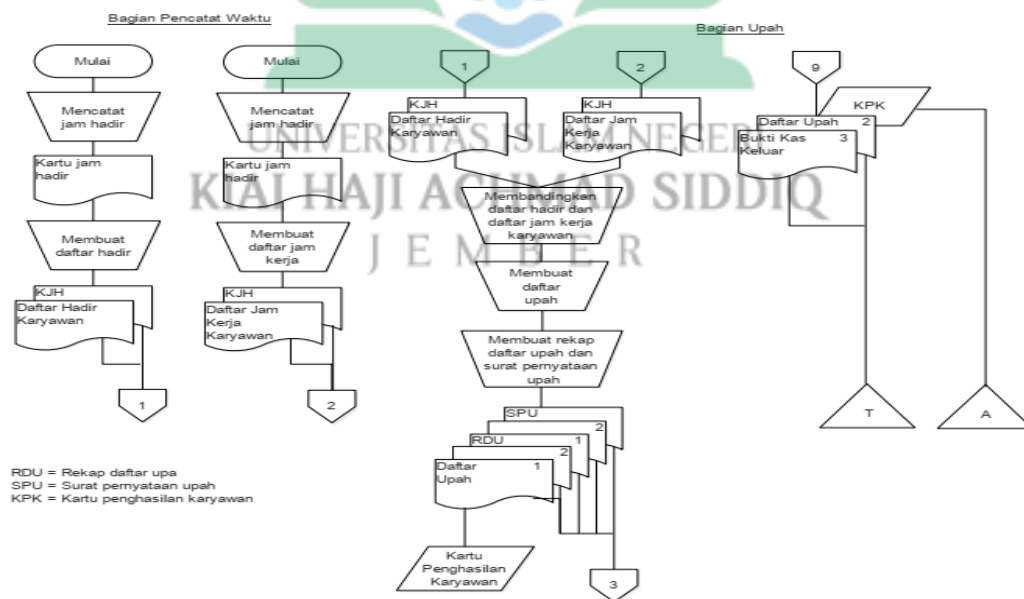 Bagian Pencatat Waktu
Mulai
Mencatat
jam hadir
Kartu jam
hadir
Membuat
daftar hadir
KJH
Daftar Hadir
Karyawan
1
Mulai
Mencatat
jam hadir
Kartu jam
hadir
Membuat
daftar jam
kerja
KJH
Daftar Jam
Kerja
Karyawan
2
RDU = Rekap daftar upa
SPU = Surat pernyataan upah
KPK = Kartu penghasilan karyawan
Bagian Upah
1
KJH
Daftar Hadir
Karyawan
2
KJH
Daftar Jam
Kerja
Karyawan
Membandingkan
daftar hadir dan
daftar jam kerja
karyawan
Membuat
daftar
upah
Membuat rekap
daftar upah dan
surat pernyataan
upah
SPU
2
RDU 1
2
Daftar 1
Upah
Kartu
Penghasilan
Karyawan
3
9
KPK
Daftar Upah 2
Bukti Kas 3
Keluar
T
A
UNIVERSITAS ISLAM NEGERI
KIAI HAJI ACHMAD SIDDIQ
JEMBER